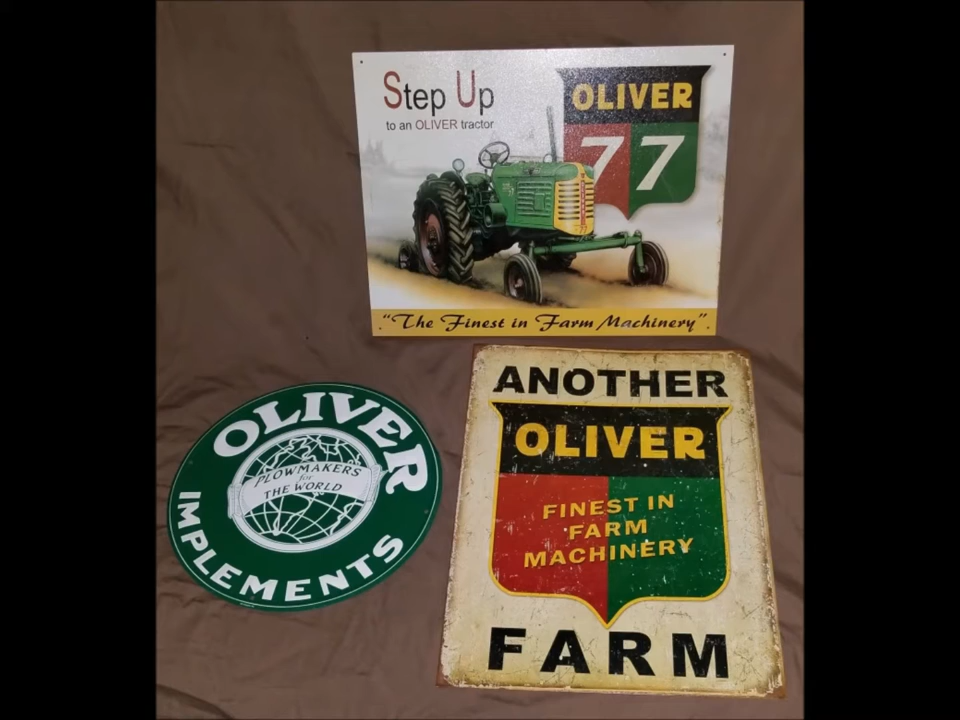 Step Up
to an OLIVER tractor
OLIVER
77
"The Finest in Farm Machinery"
OLIVER
PLOWMAKERS
for
THE WORLD
IMPLEMENTS
ANOTHER
OLIVER
FINEST IN
FARM
MACHINERY
FARM